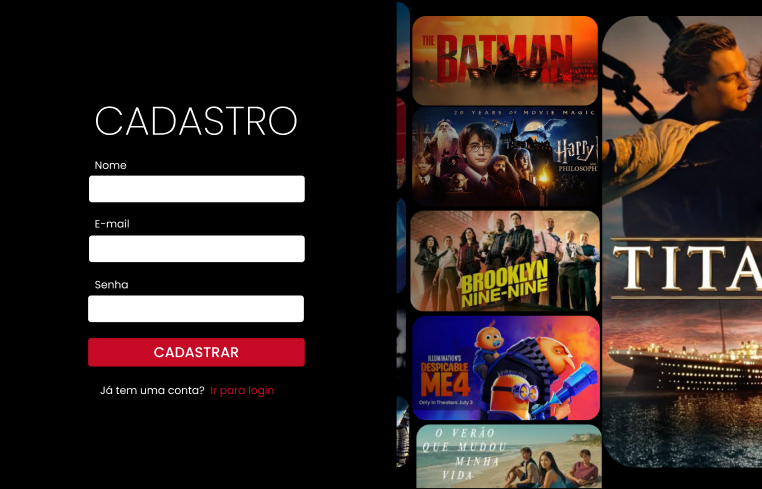 CADASTRO
Nome
E-mail
Senha
CADASTRAR
Já tem uma conta? Ir para login
THE
BATMAN
20 YEARS OF MOVIE MAGIC
Harry
PHILOSOPH
BROOKLYN
NINE-NINE
ILLUMINATION'S
DESPICABLE
ME4
Only In Theaters July 3
O VERÃO
QUE MUDOU
MINHA
VIDA
TITA